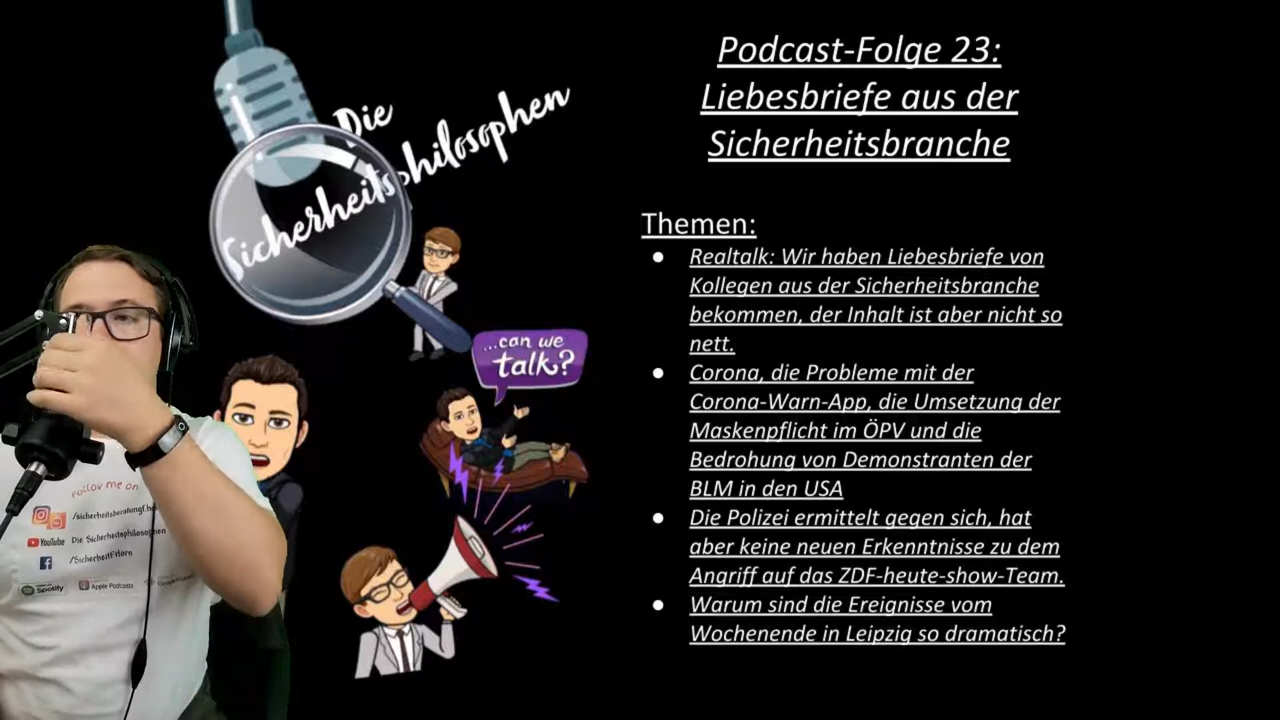 Die
Sicherheitsphilosophen
...can we
talk?
Podcast-Folge 23:
Liebesbriefe aus der
Sicherheitsbranche
Themen:
● Realtalk: Wir haben Liebesbriefe von
Kollegen aus der Sicherheitsbranche
bekommen, der Inhalt ist aber nicht so
nett.
● Corona, die Probleme mit der
Corona-Warn-App, die Umsetzung der
Maskenpflicht im ÖPV und die
Bedrohung von Demonstranten der
BLM in den USA
● Die Polizei ermittelt gegen sich, hat
aber keine neuen Erkenntnisse zu dem
Angriff auf das ZDF-heute-show-Team.
● Warum sind die Ereignisse vom
Wochenende in Leipzig so dramatisch?
Follow me on
YouTube Die Sicherheitsphilosophen
Spotify Apple Podcasts